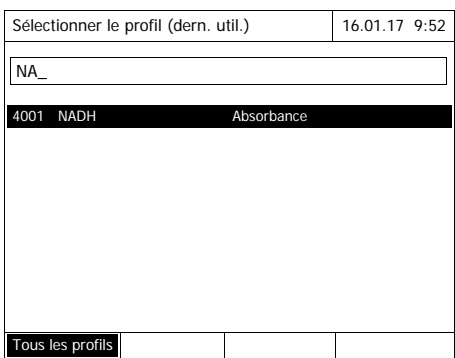 Sélectionner le profil (dern. util.) 16.01.17 9:52
NA_
4001 NADH Absorbance
Tous les profils